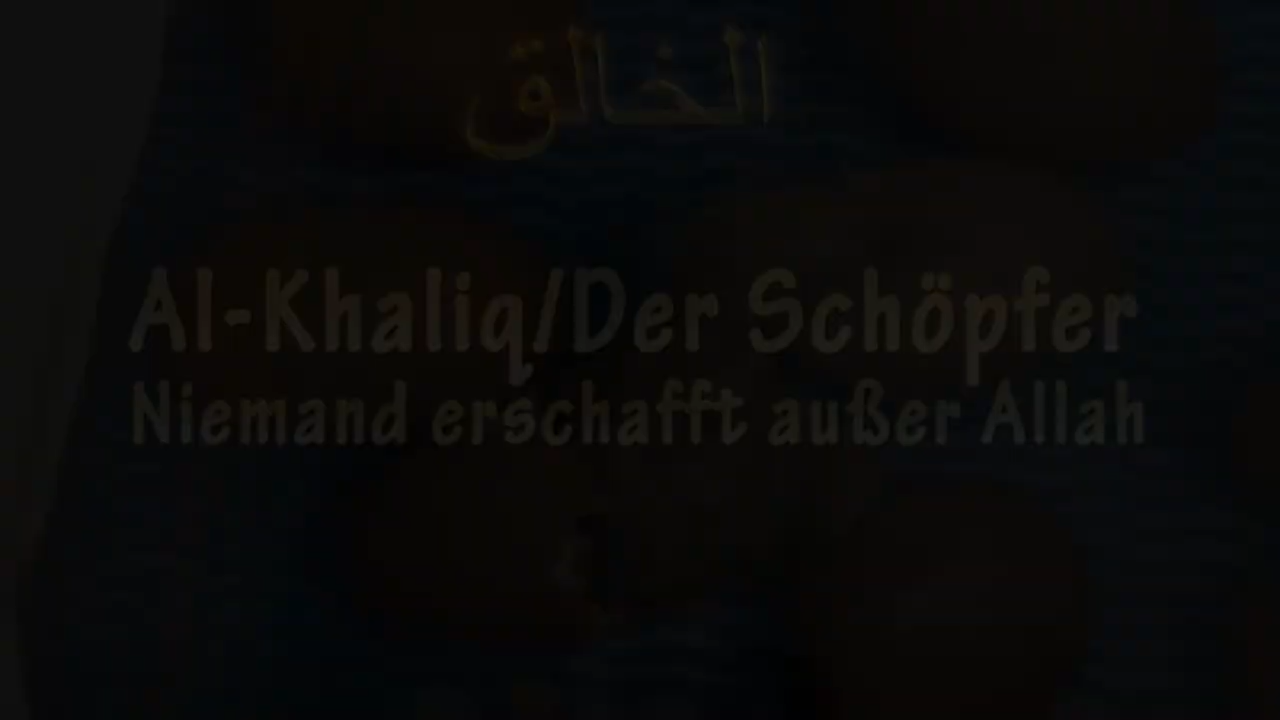 الخالق
Al-Khaliq/Der Schöpfer
Niemand erschafft außer Allah